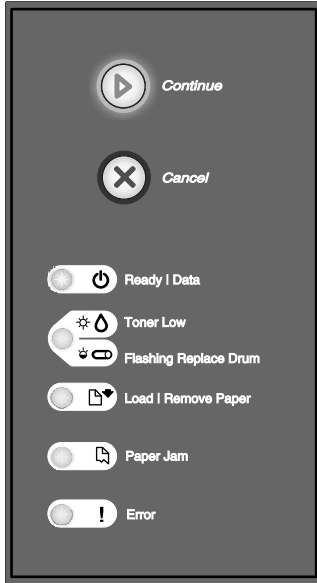 Continue
Cancel
Ready | Data
Toner Low
Flashing Replace Drum
Load | Remove Paper
Paper Jam
! Error